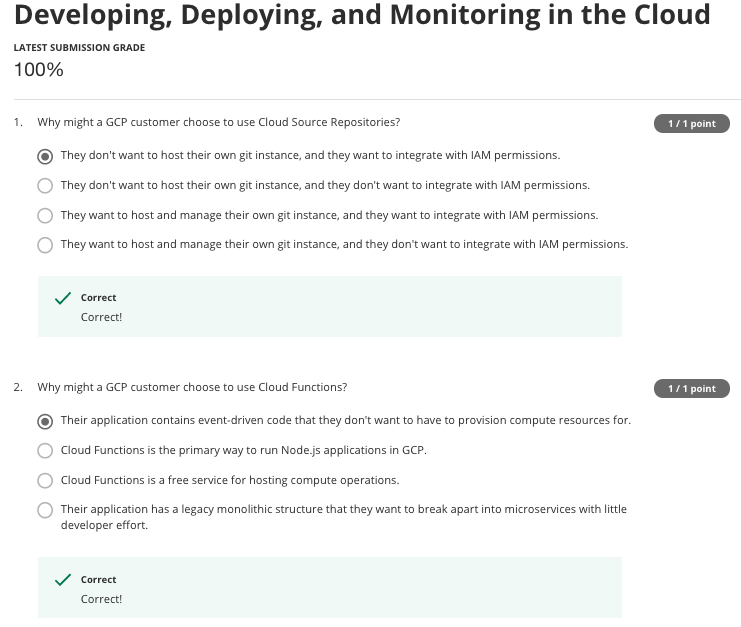 Developing, Deploying, and Monitoring in the Cloud
LATEST SUBMISSION GRADE
100%
1. Why might a GCP customer choose to use Cloud Source Repositories? 1 / 1 point
They don't want to host their own git instance, and they want to integrate with IAM permissions.
They don't want to host their own git instance, and they don't want to integrate with IAM permissions.
They want to host and manage their own git instance, and they want to integrate with IAM permissions.
They want to host and manage their own git instance, and they don't want to integrate with IAM permissions.
Correct
Correct!
2. Why might a GCP customer choose to use Cloud Functions? 1 / 1 point
Their application contains event-driven code that they don't want to have to provision compute resources for.
Cloud Functions is the primary way to run Node.js applications in GCP.
Cloud Functions is a free service for hosting compute operations.
Their application has a legacy monolithic structure that they want to break apart into microservices with little
developer effort.
Correct
Correct!